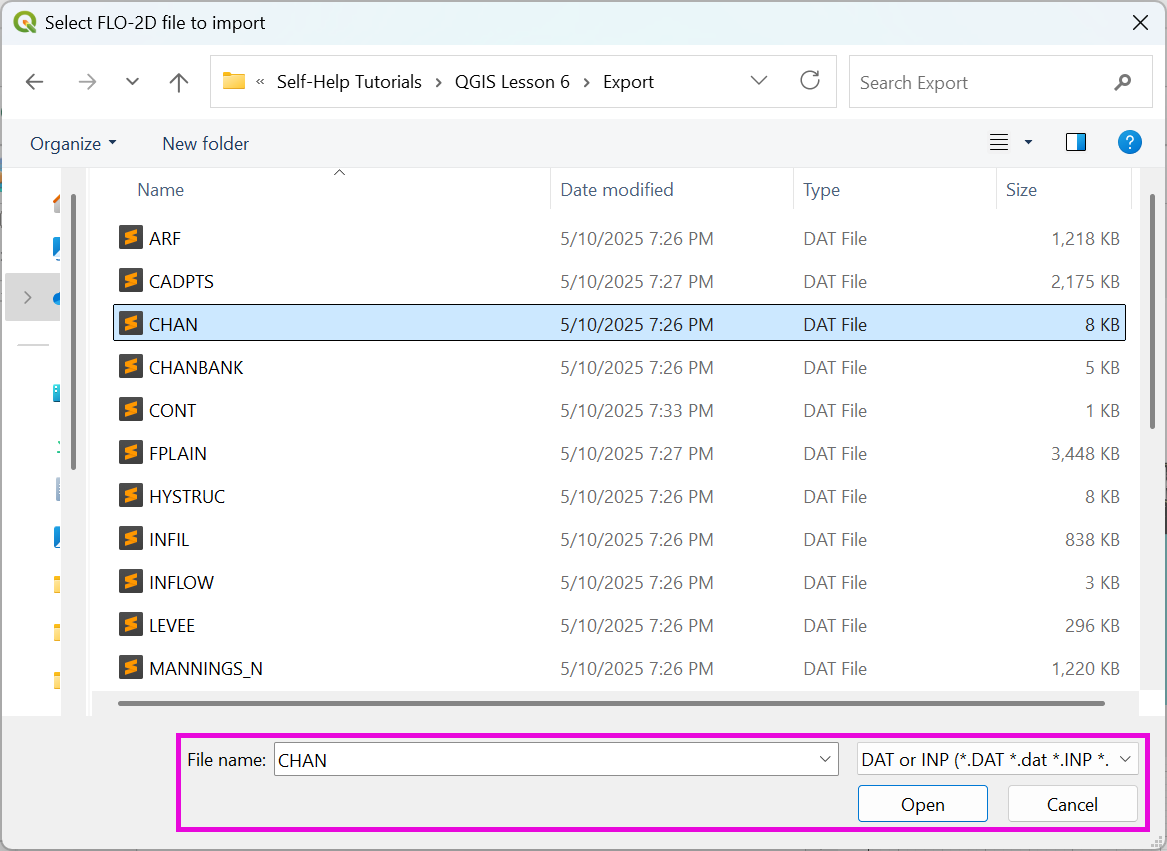 Select FLO-2D file to import
« Self-Help Tutorials › QGIS Lesson 6 › Export
Search Export
Organize New folder
Name Date modified Type Size
ARF 5/10/2025 7:26 PM DAT File 1,218 KB
CADPTS 5/10/2025 7:27 PM DAT File 2,175 KB
CHAN 5/10/2025 7:26 PM DAT File 8 KB
CHANBANK 5/10/2025 7:26 PM DAT File 5 KB
CONT 5/10/2025 7:33 PM DAT File 1 KB
FPLAIN 5/10/2025 7:27 PM DAT File 3,448 KB
HYSTRUC 5/10/2025 7:26 PM DAT File 8 KB
INFIL 5/10/2025 7:26 PM DAT File 838 KB
INFLOW 5/10/2025 7:26 PM DAT File 3 KB
LEVEE 5/10/2025 7:26 PM DAT File 296 KB
MANNINGS_N 5/10/2025 7:26 PM DAT File 1,220 KB
File name: CHAN DAT or INP (*.DAT *.dat *.INP *.
Open Cancel